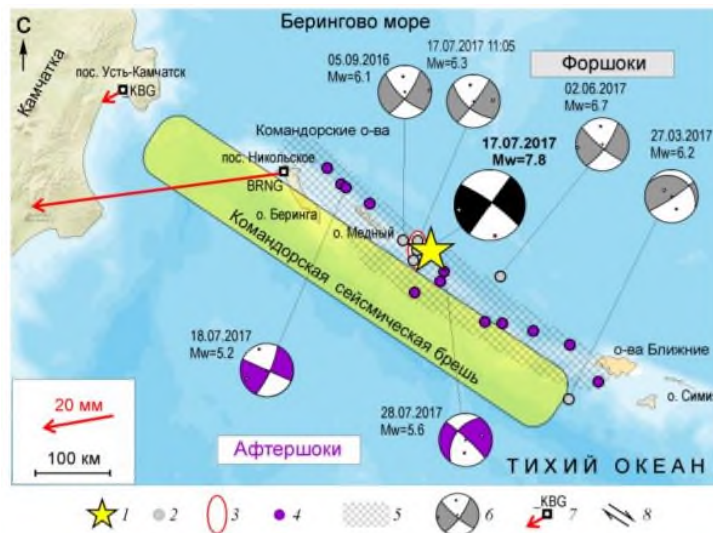 С
Берингово море
Камчатка
пос. Усть-Камчатск
_KBG
05.09.2016
Mw=6.1
17.07.2017 11:05
Mw=6.3
Форшоки
02.06.2017
Mw=6.7
27.03.2017
Mw=6.2
17.07.2017
Mw=7.8
Командорские о-ва
пос. Никольское
BRNG
о. Беринга
о. Медный
Командорская сейсмическая брешь
18.07.2017
Mw=5.2
28.07.2017
Mw=5.6
о-ва Ближние
о. Симия
20 мм
100 км
Афтершоки
ТИХИЙ ОКЕАН
1
2
3
4
5
6
_KBG
7
8